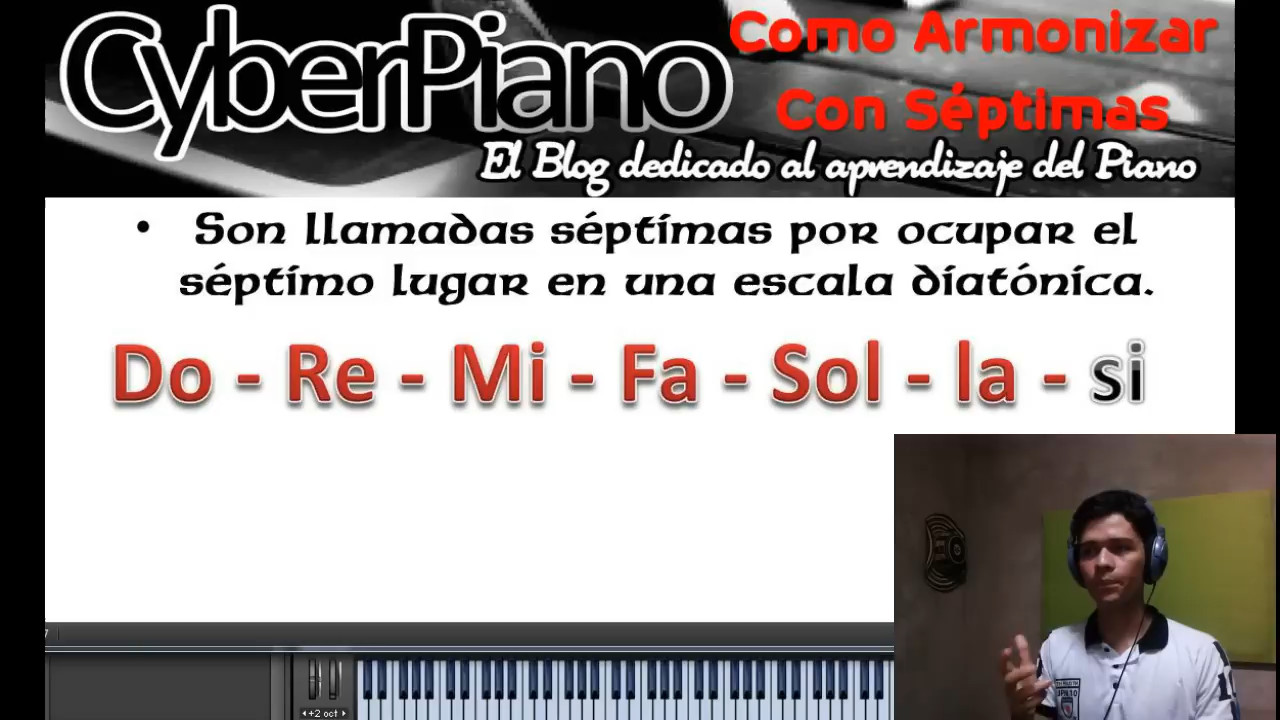 CyberPiano
Como Armonizar
Con Séptimas
El Blog dedicado al aprendizaje del Piano
• Son llamadas séptimas por ocupar el
séptimo lugar en una escala diatónica.
Do - Re - Mi - Fa - Sol - la - si
+2 oct